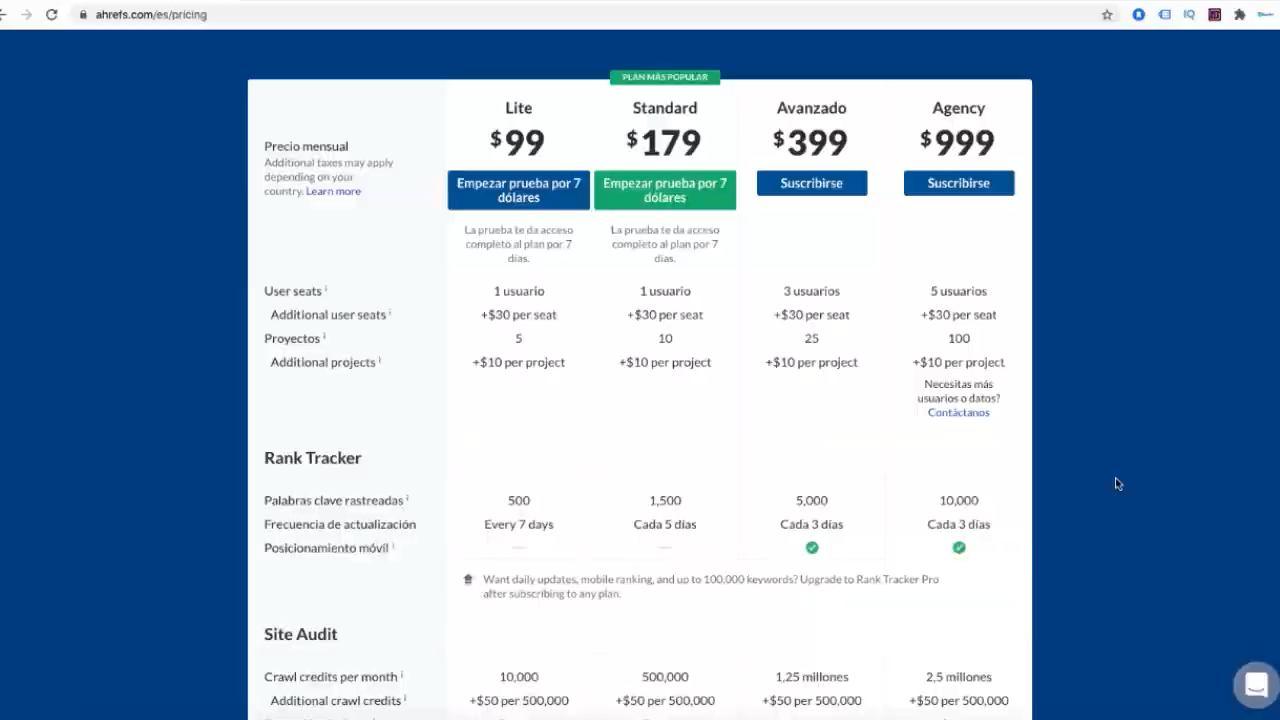 ahrefs.com/es/pricing
PLAN MÁS POPULAR
Lite Standard Avanzado Agency
$99 $179 $399 $999
Precio mensual
Additional taxes may apply
depending on your
country. Learn more
Empezar prueba por 7
dólares
Empezar prueba por 7
dólares
Suscribirse
Suscribirse
La prueba te da acceso
completo al plan por 7
días.
La prueba te da acceso
completo al plan por 7
días.
User seats i 1 usuario 1 usuario 3 usuarios 5 usuarios
Additional user seats i +$30 per seat +$30 per seat +$30 per seat +$30 per seat
Proyectos i 5 10 25 100
Additional projects i +$10 per project +$10 per project +$10 per project +$10 per project
Necesitas más
usuarios o datos?
Contáctanos
Rank Tracker
Palabras clave rastreadas i 500 1,500 5,000 10,000
Frecuencia de actualización Every 7 days Cada 5 días Cada 3 días Cada 3 días
Posicionamiento móvil i — —
Want daily updates, mobile ranking, and up to 100,000 keywords? Upgrade to Rank Tracker Pro
after subscribing to any plan.
Site Audit
Crawl credits per month i 10,000 500,000 1,25 millones 2,5 millones
Additional crawl credits i +$50 per 500,000 +$50 per 500,000 +$50 per 500,000 +$50 per 500,000